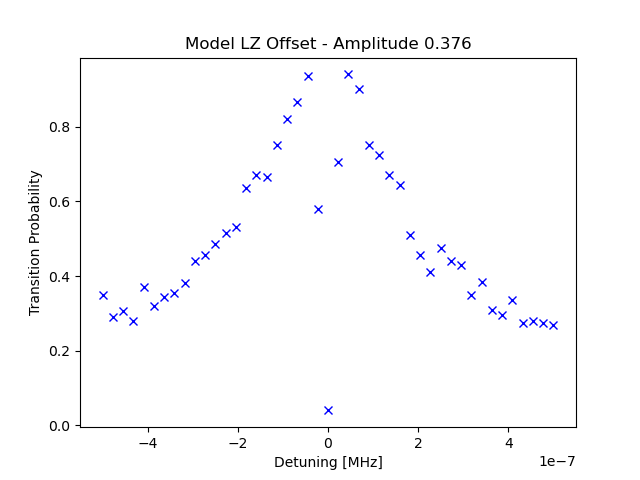 Model LZ Offset - Amplitude 0.376
Transition Probability
0.8
0.6
0.4
0.2
0.0
−4
−2
0
2
4
1e−7
Detuning [MHz]